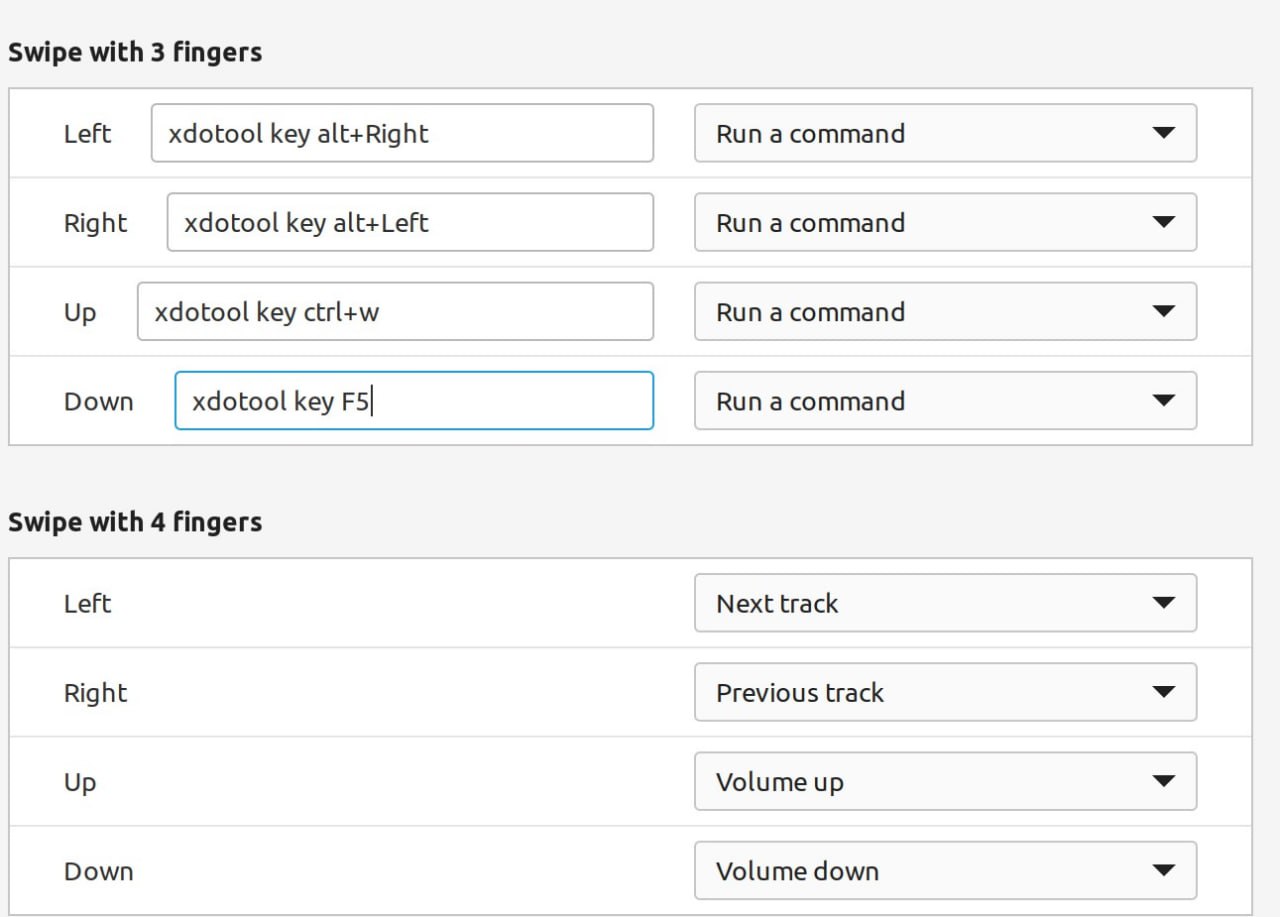 Swipe with 3 fingers
Left xdotool key alt+Right Run a command
Right xdotool key alt+Left Run a command
Up xdotool key ctrl+w Run a command
Down xdotool key F5 Run a command
Swipe with 4 fingers
Left Next track
Right Previous track
Up Volume up
Down Volume down